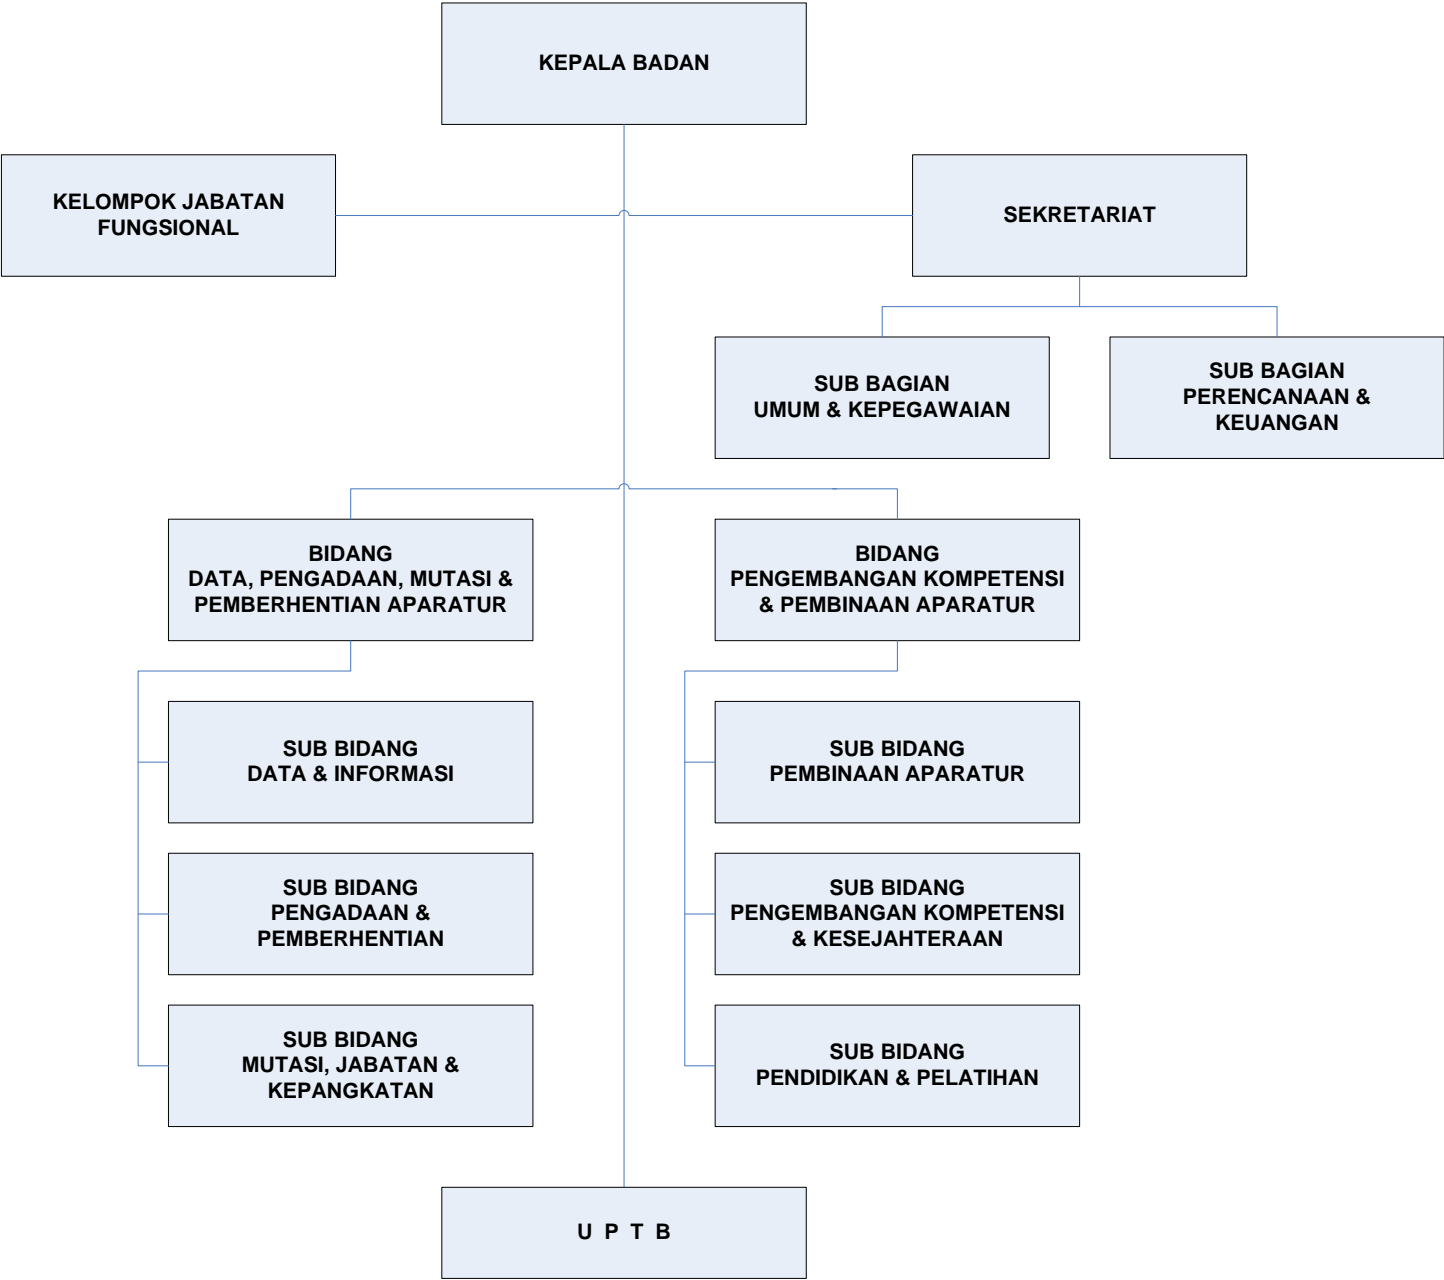 KEPALA BADAN
KELOMPOK JABATAN
FUNGSIONAL
SEKRETARIAT
SUB BAGIAN
UMUM & KEPEGAWAIAN
SUB BAGIAN
PERENCANAAN &
KEUANGAN
BIDANG
DATA, PENGADAAN, MUTASI &
PEMBERHENTIAN APARATUR
BIDANG
PENGEMBANGAN KOMPETENSI
& PEMBINAAN APARATUR
SUB BIDANG
DATA & INFORMASI
SUB BIDANG
PEMBINAAN APARATUR
SUB BIDANG
PENGADAAN &
PEMBERHENTIAN
SUB BIDANG
PENGEMBANGAN KOMPETENSI
& KESEJAHTERAAN
SUB BIDANG
MUTASI, JABATAN &
KEPANGKATAN
SUB BIDANG
PENDIDIKAN & PELATIHAN
U P T B